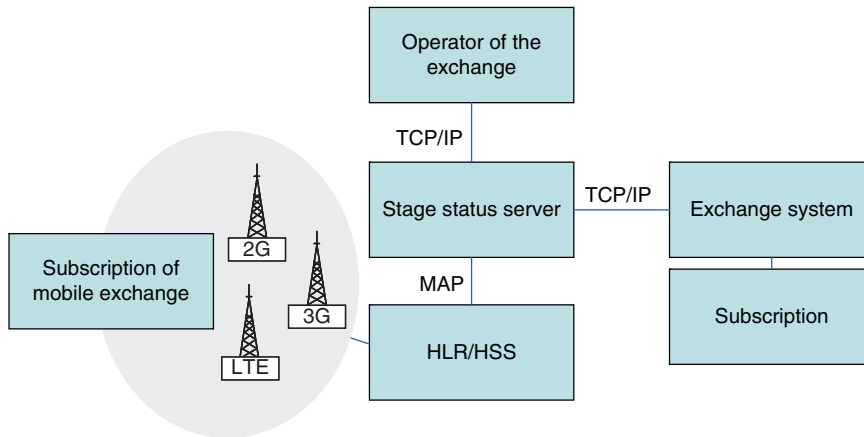 Operator of the
exchange
TCP/IP
Stage status server
TCP/IP
Exchange system
2G
Subscription of
mobile exchange
3G
MAP
Subscription
LTE
HLR/HSS